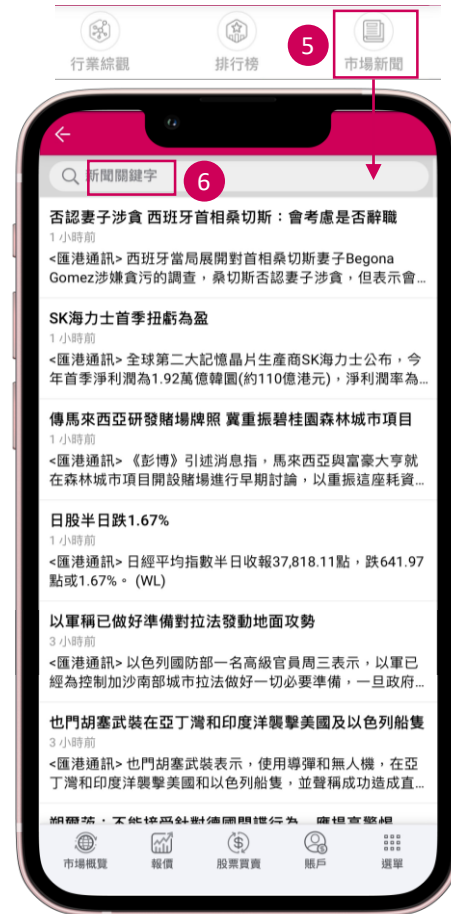 行業綜觀
排行榜
5
市場新聞
新聞關鍵字
6
否認妻子涉貪 西班牙首相桑切斯：會考慮是否辭職
1 小時前
<匯港通訊> 西班牙當局展開對首相桑切斯妻子Begona
Gomez涉嫌貪污的調查，桑切斯否認妻子涉貪，但表示會…
SK海力士首季扭虧為盈
1 小時前
<匯港通訊> 全球第二大記憶晶片生產商SK海力士公布，今
年首季淨利潤為1.92萬億韓圜(約110億港元)，淨利潤率為…
傳馬來西亞研發賭場牌照 冀重振碧桂園森林城市項目
1 小時前
<匯港通訊> 《彭博》引述消息指，馬來西亞與富豪大亨就
在森林城市項目開設賭場進行早期討論，以重振這座耗資…
日股半日跌1.67%
1 小時前
<匯港通訊> 日經平均指數半日收報37,818.11點，跌641.97
點或1.67%。 (WL)
以軍稱已做好準備對拉法發動地面攻勢
3 小時前
<匯港通訊> 以色列國防部一名高級官員周三表示，以軍已
經為控制加沙南部城市拉法做好一切必要準備，一旦政府…
也門胡塞武裝在亞丁灣和印度洋襲擊美國及以色列船隻
3 小時前
<匯港通訊> 也門胡塞武裝表示，使用導彈和無人機，在亞
丁灣和印度洋襲擊美國和以色列船隻，並聲稱成功造成直…
朔爾茨：不能接受針對德國間諜行為 應提高警惕
市場概覽
報價
股票買賣
賬戶
選單